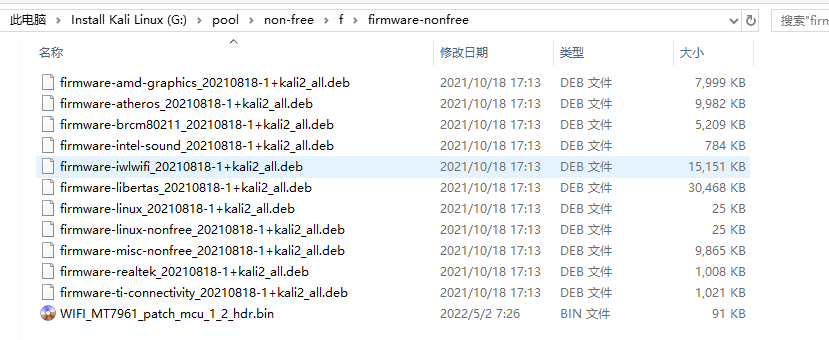 此电脑 > Install Kali Linux (G:) > pool > non-free > f > firmware-nonfree 搜索"firm
名称 修改日期 类型 大小
firmware-amd-graphics_20210818-1+kali2_all.deb 2021/10/18 17:13 DEB 文件 7,999 KB
firmware-atheros_20210818-1+kali2_all.deb 2021/10/18 17:13 DEB 文件 9,982 KB
firmware-brcm80211_20210818-1+kali2_all.deb 2021/10/18 17:13 DEB 文件 5,209 KB
firmware-intel-sound_20210818-1+kali2_all.deb 2021/10/18 17:13 DEB 文件 784 KB
firmware-iwlwifi_20210818-1+kali2_all.deb 2021/10/18 17:13 DEB 文件 15,151 KB
firmware-libertas_20210818-1+kali2_all.deb 2021/10/18 17:13 DEB 文件 30,468 KB
firmware-linux_20210818-1+kali2_all.deb 2021/10/18 17:13 DEB 文件 25 KB
firmware-linux-nonfree_20210818-1+kali2_all.deb 2021/10/18 17:13 DEB 文件 25 KB
firmware-misc-nonfree_20210818-1+kali2_all.deb 2021/10/18 17:13 DEB 文件 9,865 KB
firmware-realtek_20210818-1+kali2_all.deb 2021/10/18 17:13 DEB 文件 1,008 KB
firmware-ti-connectivity_20210818-1+kali2_all.deb 2021/10/18 17:13 DEB 文件 1,021 KB
WIFI_MT7961_patch_mcu_1_2_hdr.bin 2022/5/2 7:26 BIN 文件 91 KB